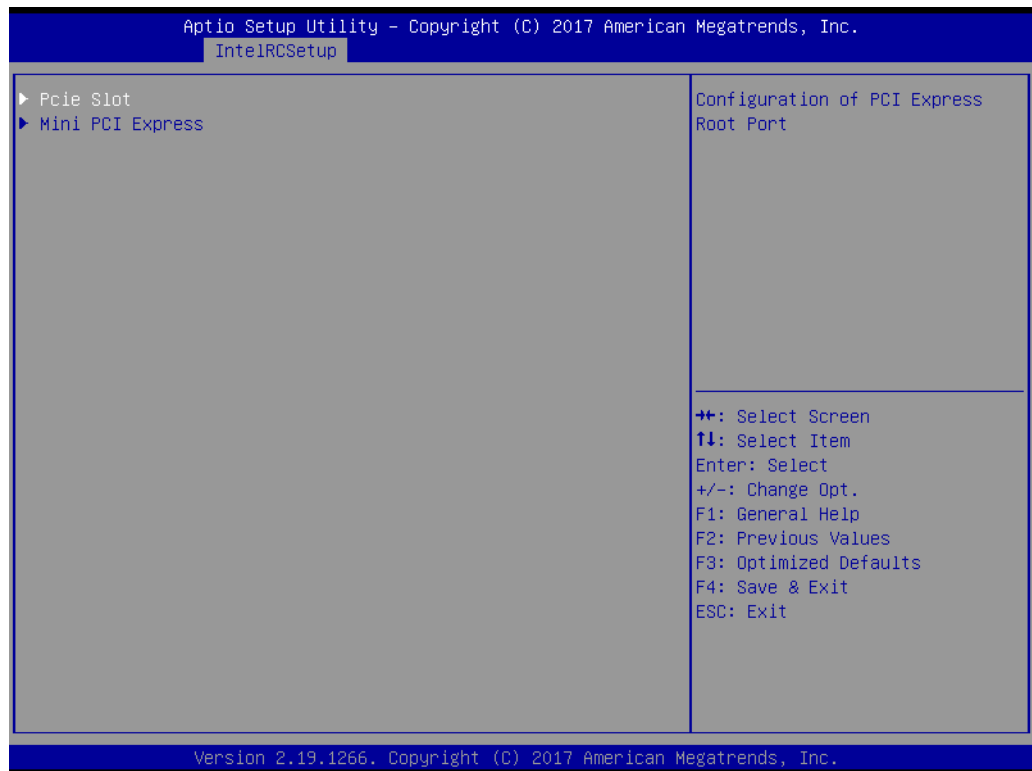 Aptio Setup Utility – Copyright (C) 2017 American Megatrends, Inc.
IntelRCSetup
▶ Pcie Slot
▶ Mini PCI Express
Configuration of PCI Express
Root Port
→←: Select Screen
↑↓: Select Item
Enter: Select
+/-: Change Opt.
F1: General Help
F2: Previous Values
F3: Optimized Defaults
F4: Save & Exit
ESC: Exit
Version 2.19.1266. Copyright (C) 2017 American Megatrends, Inc.